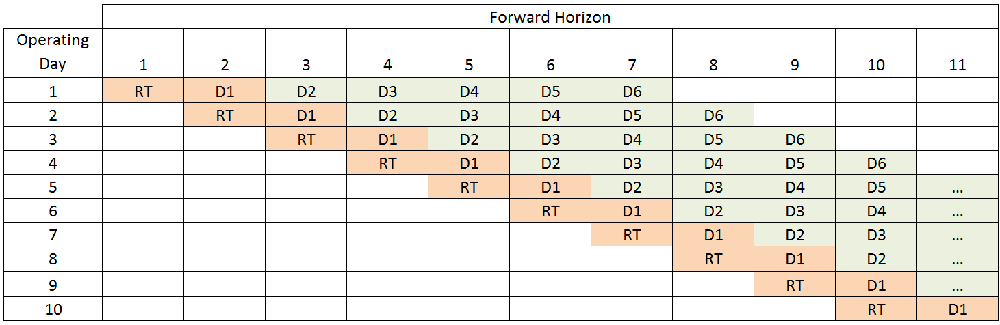 Forward Horizon
Operating Day 1 2 3 4 5 6 7 8 9 10 11
1 RT D1 D2 D3 D4 D5 D6
2 RT D1 D2 D3 D4 D5 D6
3 RT D1 D2 D3 D4 D5 D6
4 RT D1 D2 D3 D4 D5 D6
5 RT D1 D2 D3 D4 D5 ...
6 RT D1 D2 D3 D4 ...
7 RT D1 D2 D3 ...
8 RT D1 D2 ...
9 RT D1 ...
10 RT D1